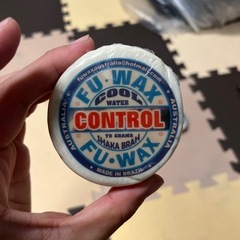 fuwaxaustralia@hotmail.com
FU·WAX
COOL
WATER
CONTROL
75 GRAMS
SHAKA BRAH
FU·WAX
MADE IN BRAZIL
AUSTRALIA
AUSTRALIA